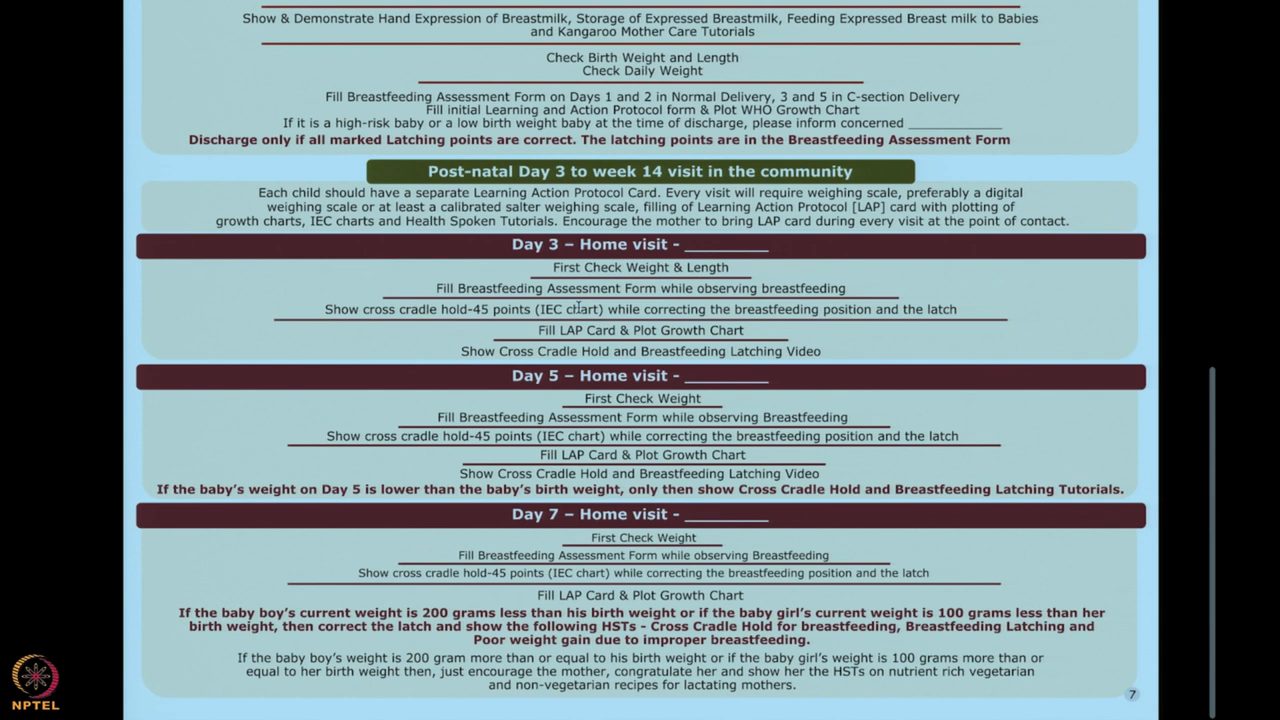 Show & Demonstrate Hand Expression of Breastmilk, Storage of Expressed Breastmilk, Feeding Expressed Breast milk to Babies
and Kangaroo Mother Care Tutorials
Check Birth Weight and Length
Check Daily Weight
Fill Breastfeeding Assessment Form on Days 1 and 2 in Normal Delivery, 3 and 5 in C-section Delivery
Fill initial Learning and Action Protocol form & Plot WHO Growth Chart
If it is a high-risk baby or a low birth weight baby at the time of discharge, please inform concerned ______________
Discharge only if all marked Latching points are correct. The latching points are in the Breastfeeding Assessment Form
Post-natal Day 3 to week 14 visit in the community
Each child should have a separate Learning Action Protocol Card. Every visit will require weighing scale, preferably a digital
weighing scale or at least a calibrated salter weighing scale, filling of Learning Action Protocol [LAP] card with plotting of
growth charts, IEC charts and Health Spoken Tutorials. Encourage the mother to bring LAP card during every visit at the point of contact.
Day 3 – Home visit - _________
First Check Weight & Length
Fill Breastfeeding Assessment Form while observing breastfeeding
Show cross cradle hold-45 points (IEC chart) while correcting the breastfeeding position and the latch
Fill LAP Card & Plot Growth Chart
Show Cross Cradle Hold and Breastfeeding Latching Video
Day 5 – Home visit - _________
First Check Weight
Fill Breastfeeding Assessment Form while observing Breastfeeding
Show cross cradle hold-45 points (IEC chart) while correcting the breastfeeding position and the latch
Fill LAP Card & Plot Growth Chart
Show Cross Cradle Hold and Breastfeeding Latching Video
If the baby's weight on Day 5 is lower than the baby's birth weight, only then show Cross Cradle Hold and Breastfeeding Latching Tutorials.
Day 7 – Home visit - _________
First Check Weight
Fill Breastfeeding Assessment Form while observing Breastfeeding
Show cross cradle hold-45 points (IEC chart) while correcting the breastfeeding position and the latch
Fill LAP Card & Plot Growth Chart
If the baby boy's current weight is 200 grams less than his birth weight or if the baby girl's current weight is 100 grams less than her
birth weight, then correct the latch and show the following HSTs - Cross Cradle Hold for breastfeeding, Breastfeeding Latching and
Poor weight gain due to improper breastfeeding.
If the baby boy's weight is 200 gram more than or equal to his birth weight or if the baby girl's weight is 100 grams more than or
equal to her birth weight then, just encourage the mother, congratulate her and show her the HSTs on nutrient rich vegetarian
and non-vegetarian recipes for lactating mothers.
7
NPTEL